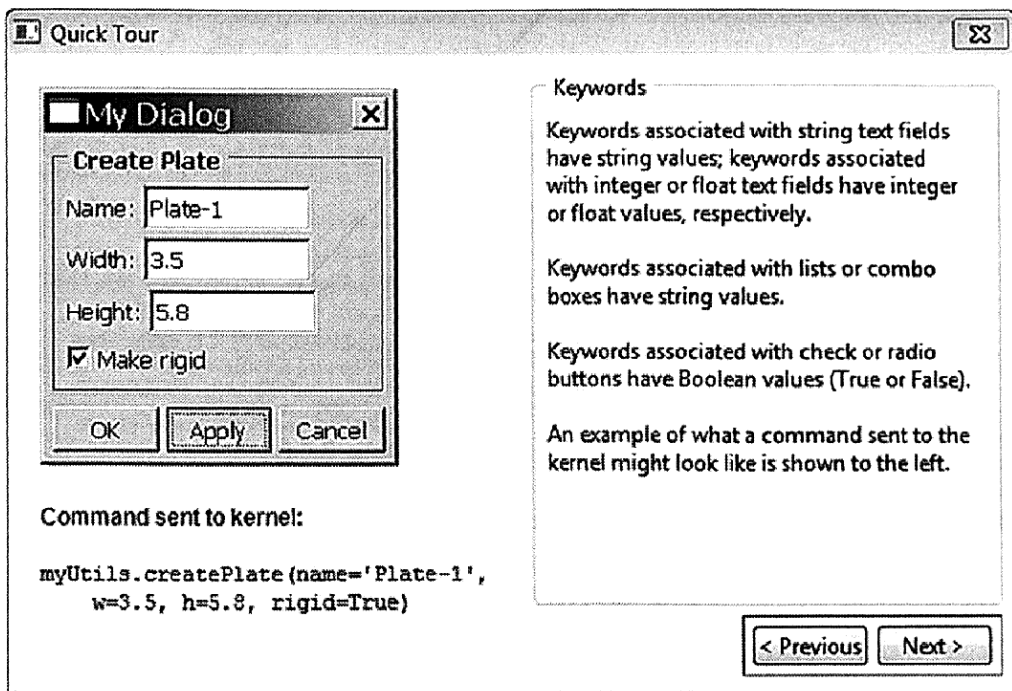 Quick Tour
My Dialog
Create Plate
Name: Plate-1
Width: 3.5
Height: 5.8
Make rigid
OK Apply Cancel
Command sent to kernel:
myUtils.createPlate(name='Plate-1',
w=3.5, h=5.8, rigid=True)
Keywords
Keywords associated with string text fields
have string values; keywords associated
with integer or float text fields have integer
or float values, respectively.
Keywords associated with lists or combo
boxes have string values.
Keywords associated with check or radio
buttons have Boolean values (True or False).
An example of what a command sent to the
kernel might look like is shown to the left.
< Previous Next >